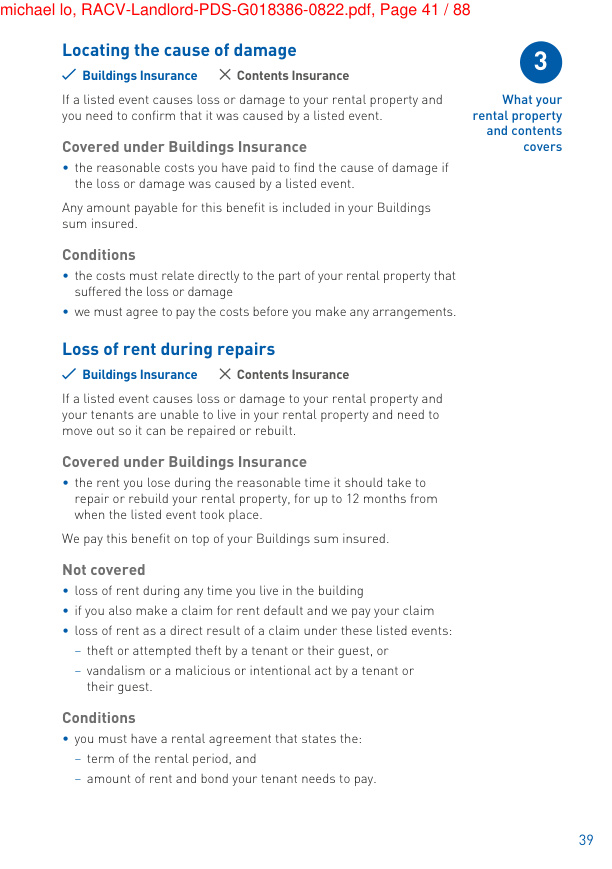 michael lo, RACV-Landlord-PDS-G018386-0822.pdf, Page 41 / 88
Locating the cause of damage
✓ Buildings Insurance ✕ Contents Insurance
If a listed event causes loss or damage to your rental property and
you need to confirm that it was caused by a listed event.
Covered under Buildings Insurance
• the reasonable costs you have paid to find the cause of damage if
the loss or damage was caused by a listed event.
Any amount payable for this benefit is included in your Buildings
sum insured.
Conditions
• the costs must relate directly to the part of your rental property that
suffered the loss or damage
• we must agree to pay the costs before you make any arrangements.
Loss of rent during repairs
✓ Buildings Insurance ✕ Contents Insurance
If a listed event causes loss or damage to your rental property and
your tenants are unable to live in your rental property and need to
move out so it can be repaired or rebuilt.
Covered under Buildings Insurance
• the rent you lose during the reasonable time it should take to
repair or rebuild your rental property, for up to 12 months from
when the listed event took place.
We pay this benefit on top of your Buildings sum insured.
Not covered
• loss of rent during any time you live in the building
• if you also make a claim for rent default and we pay your claim
• loss of rent as a direct result of a claim under these listed events:
– theft or attempted theft by a tenant or their guest, or
– vandalism or a malicious or intentional act by a tenant or
their guest.
Conditions
• you must have a rental agreement that states the:
– term of the rental period, and
– amount of rent and bond your tenant needs to pay.
3
What your
rental property
and contents
covers
39